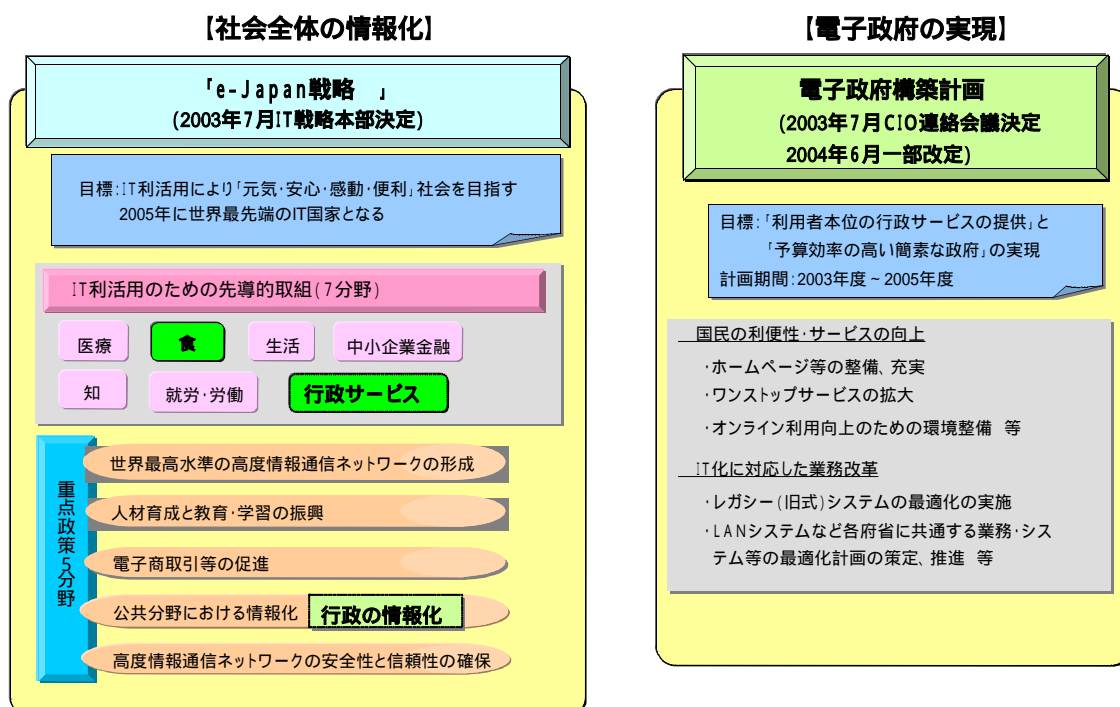 【社会全体の情報化】
「e-Japan戦略　」
(2003年7月IT戦略本部決定)
目標:IT利活用により「元気・安心・感動・便利」社会を目指す
2005年に世界最先端のIT国家となる
IT利活用のための先導的取組(7分野)
医療
食
生活
中小企業金融
知
就労・労働
行政サービス
重点政策5分野
世界最高水準の高度情報通信ネットワークの形成
人材育成と教育・学習の振興
電子商取引等の促進
公共分野における情報化
行政の情報化
高度情報通信ネットワークの安全性と信頼性の確保
【電子政府の実現】
電子政府構築計画
(2003年7月CIO連絡会議決定
2004年6月一部改定)
目標:「利用者本位の行政サービスの提供」と
「予算効率の高い簡素な政府」の実現
計画期間:2003年度~2005年度
国民の利便性・サービスの向上
・ホームページ等の整備、充実
・ワンストップサービスの拡大
・オンライン利用向上のための環境整備　等
IT化に対応した業務改革
・レガシー(旧式)システムの最適化の実施
・LANシステムなど各府省に共通する業務・シス
テム等の最適化計画の策定、推進　等